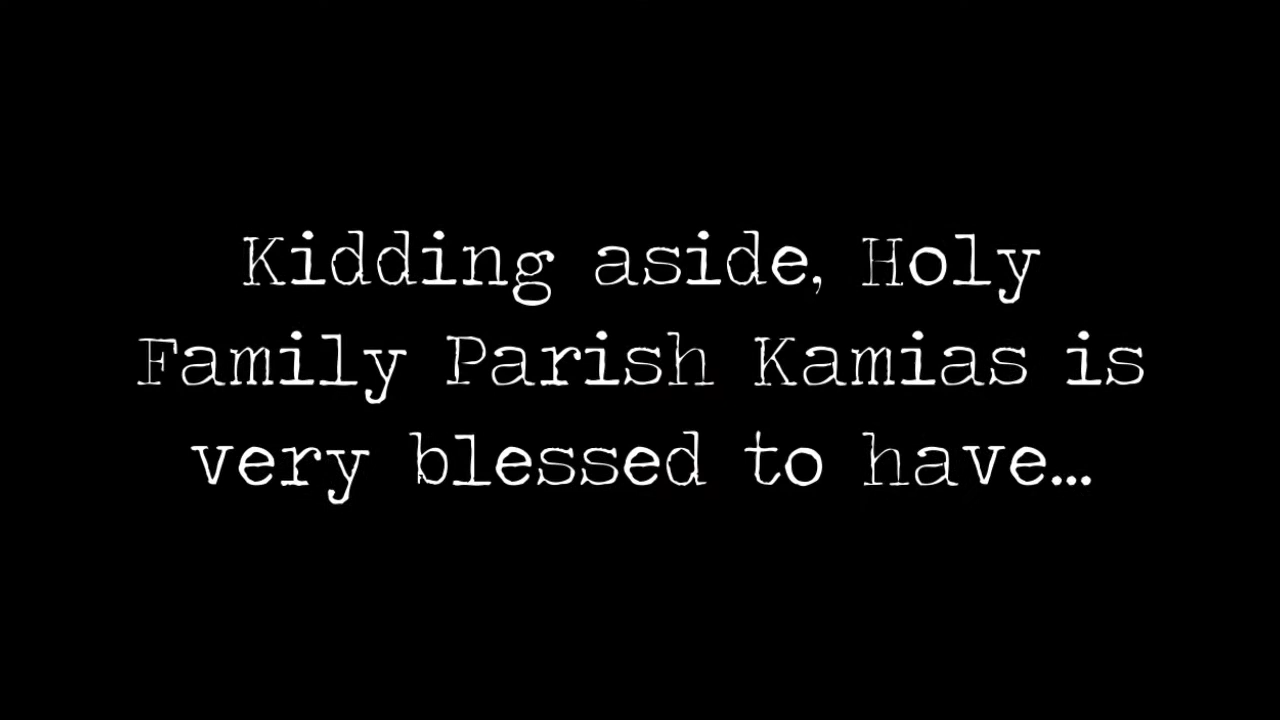 Kidding aside, Holy
Family Parish Kamias is
very blessed to have...